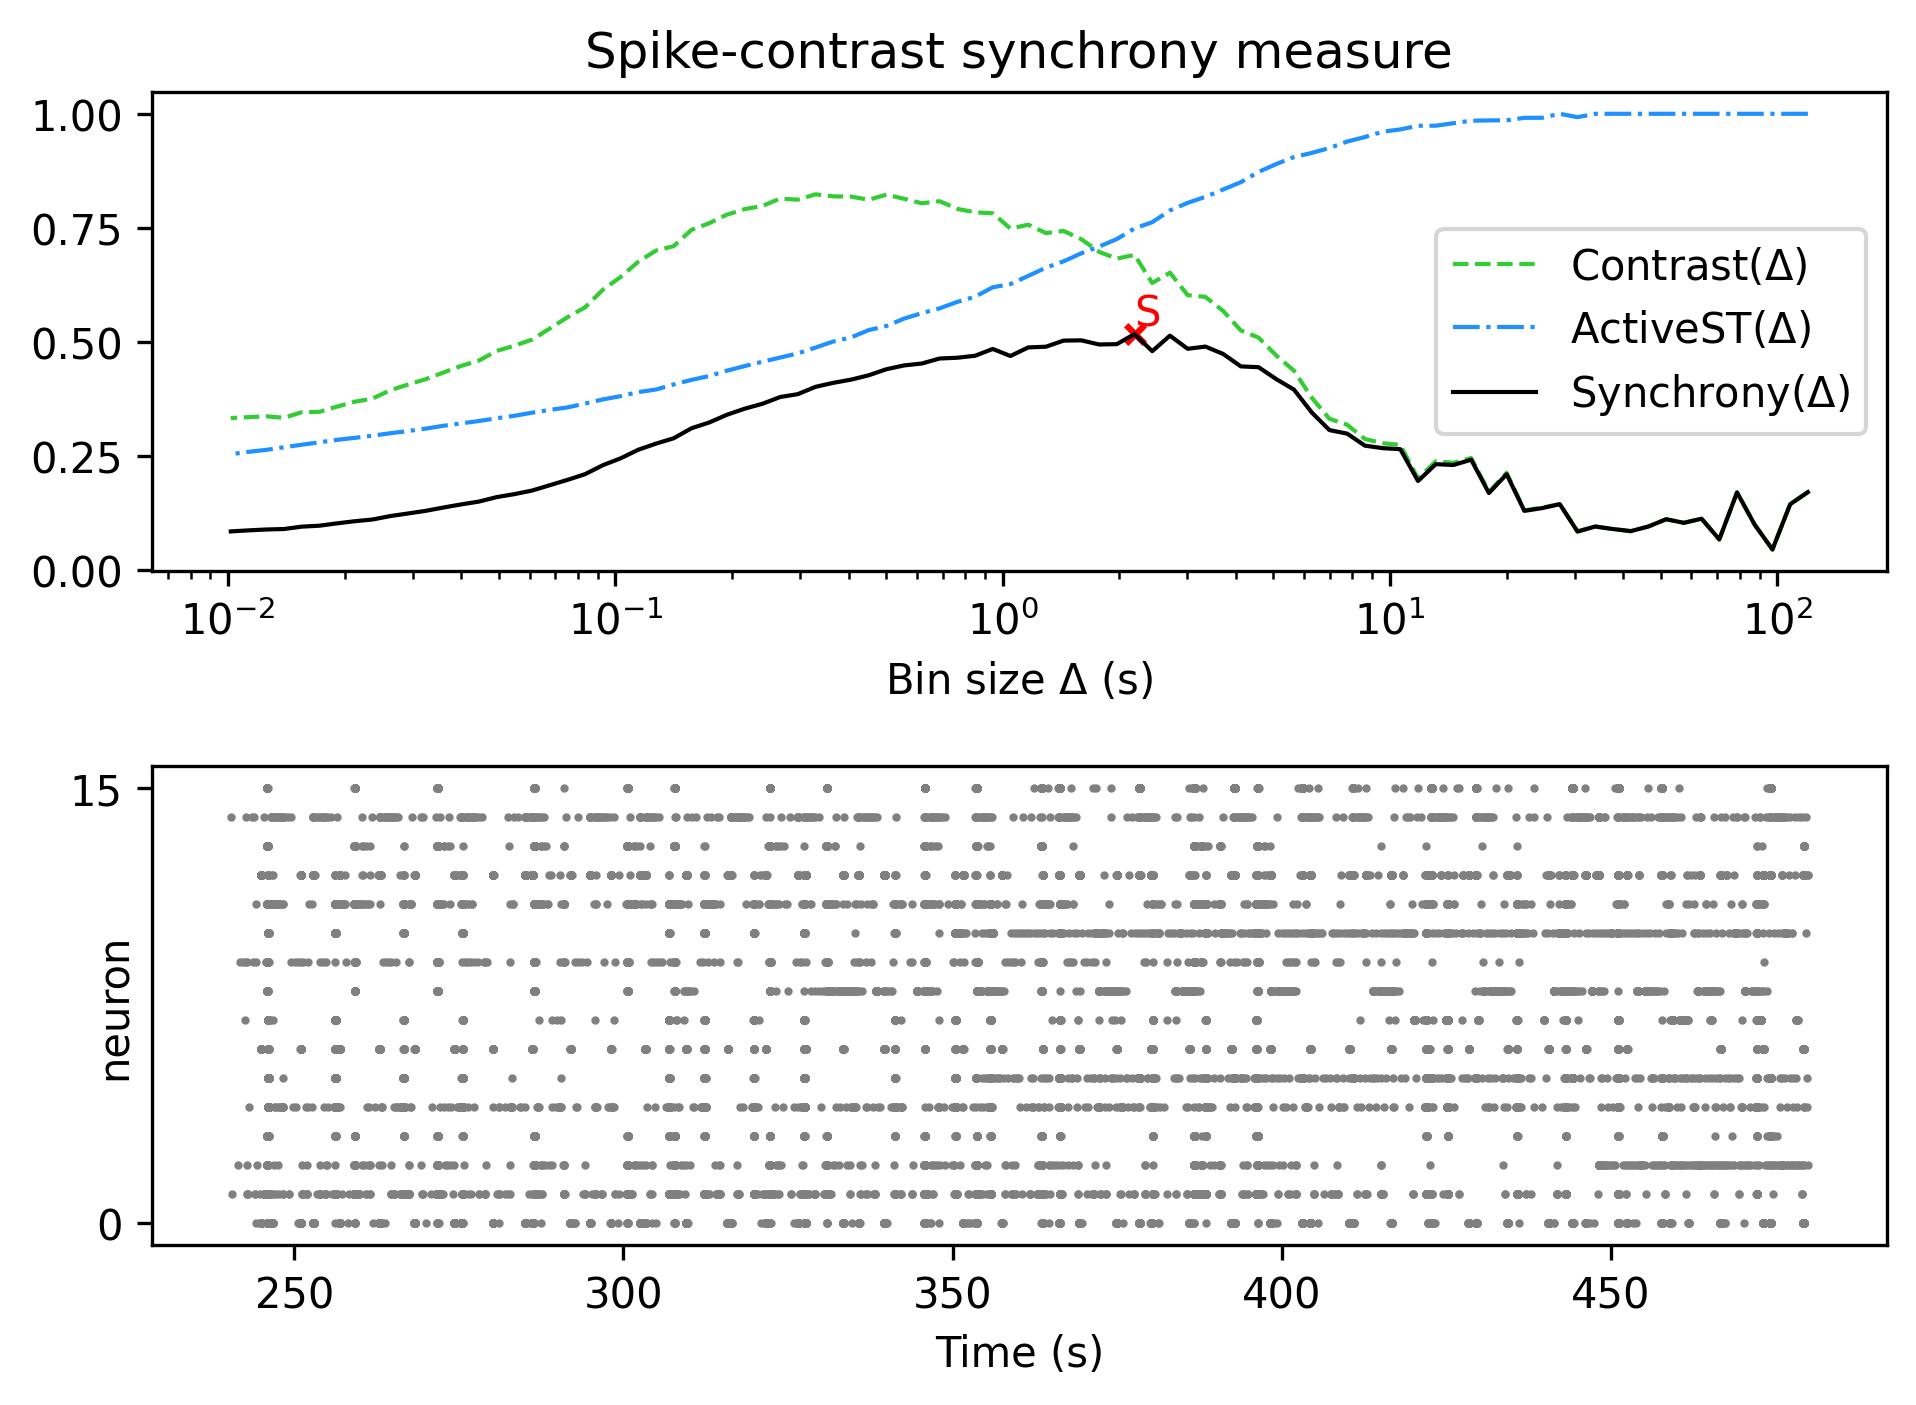 Spike-contrast synchrony measure
1.00
0.75
0.50
0.25
0.00
S
Contrast(Δ)
ActiveST(Δ)
Synchrony(Δ)
10⁻² 10⁻¹ 10⁰ 10¹ 10²
Bin size Δ (s)
15
0
neuron
250 300 350 400 450
Time (s)